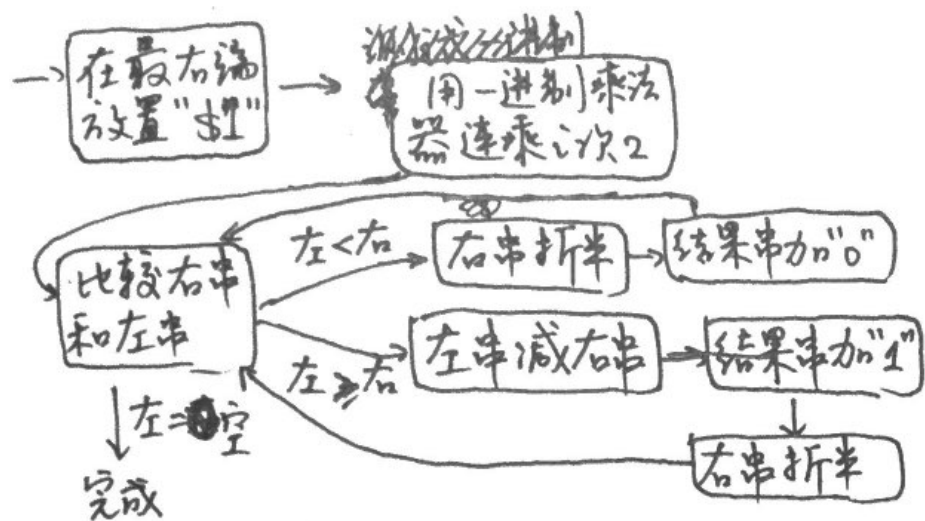 在最右端
放置"$1"
用一进制乘法
器连乘i次2
左<右
右串折半
结果串加"0"
比较右串
和左串
左串减右串
结果串加"1"
左≥右
左=空
右串折半
完成